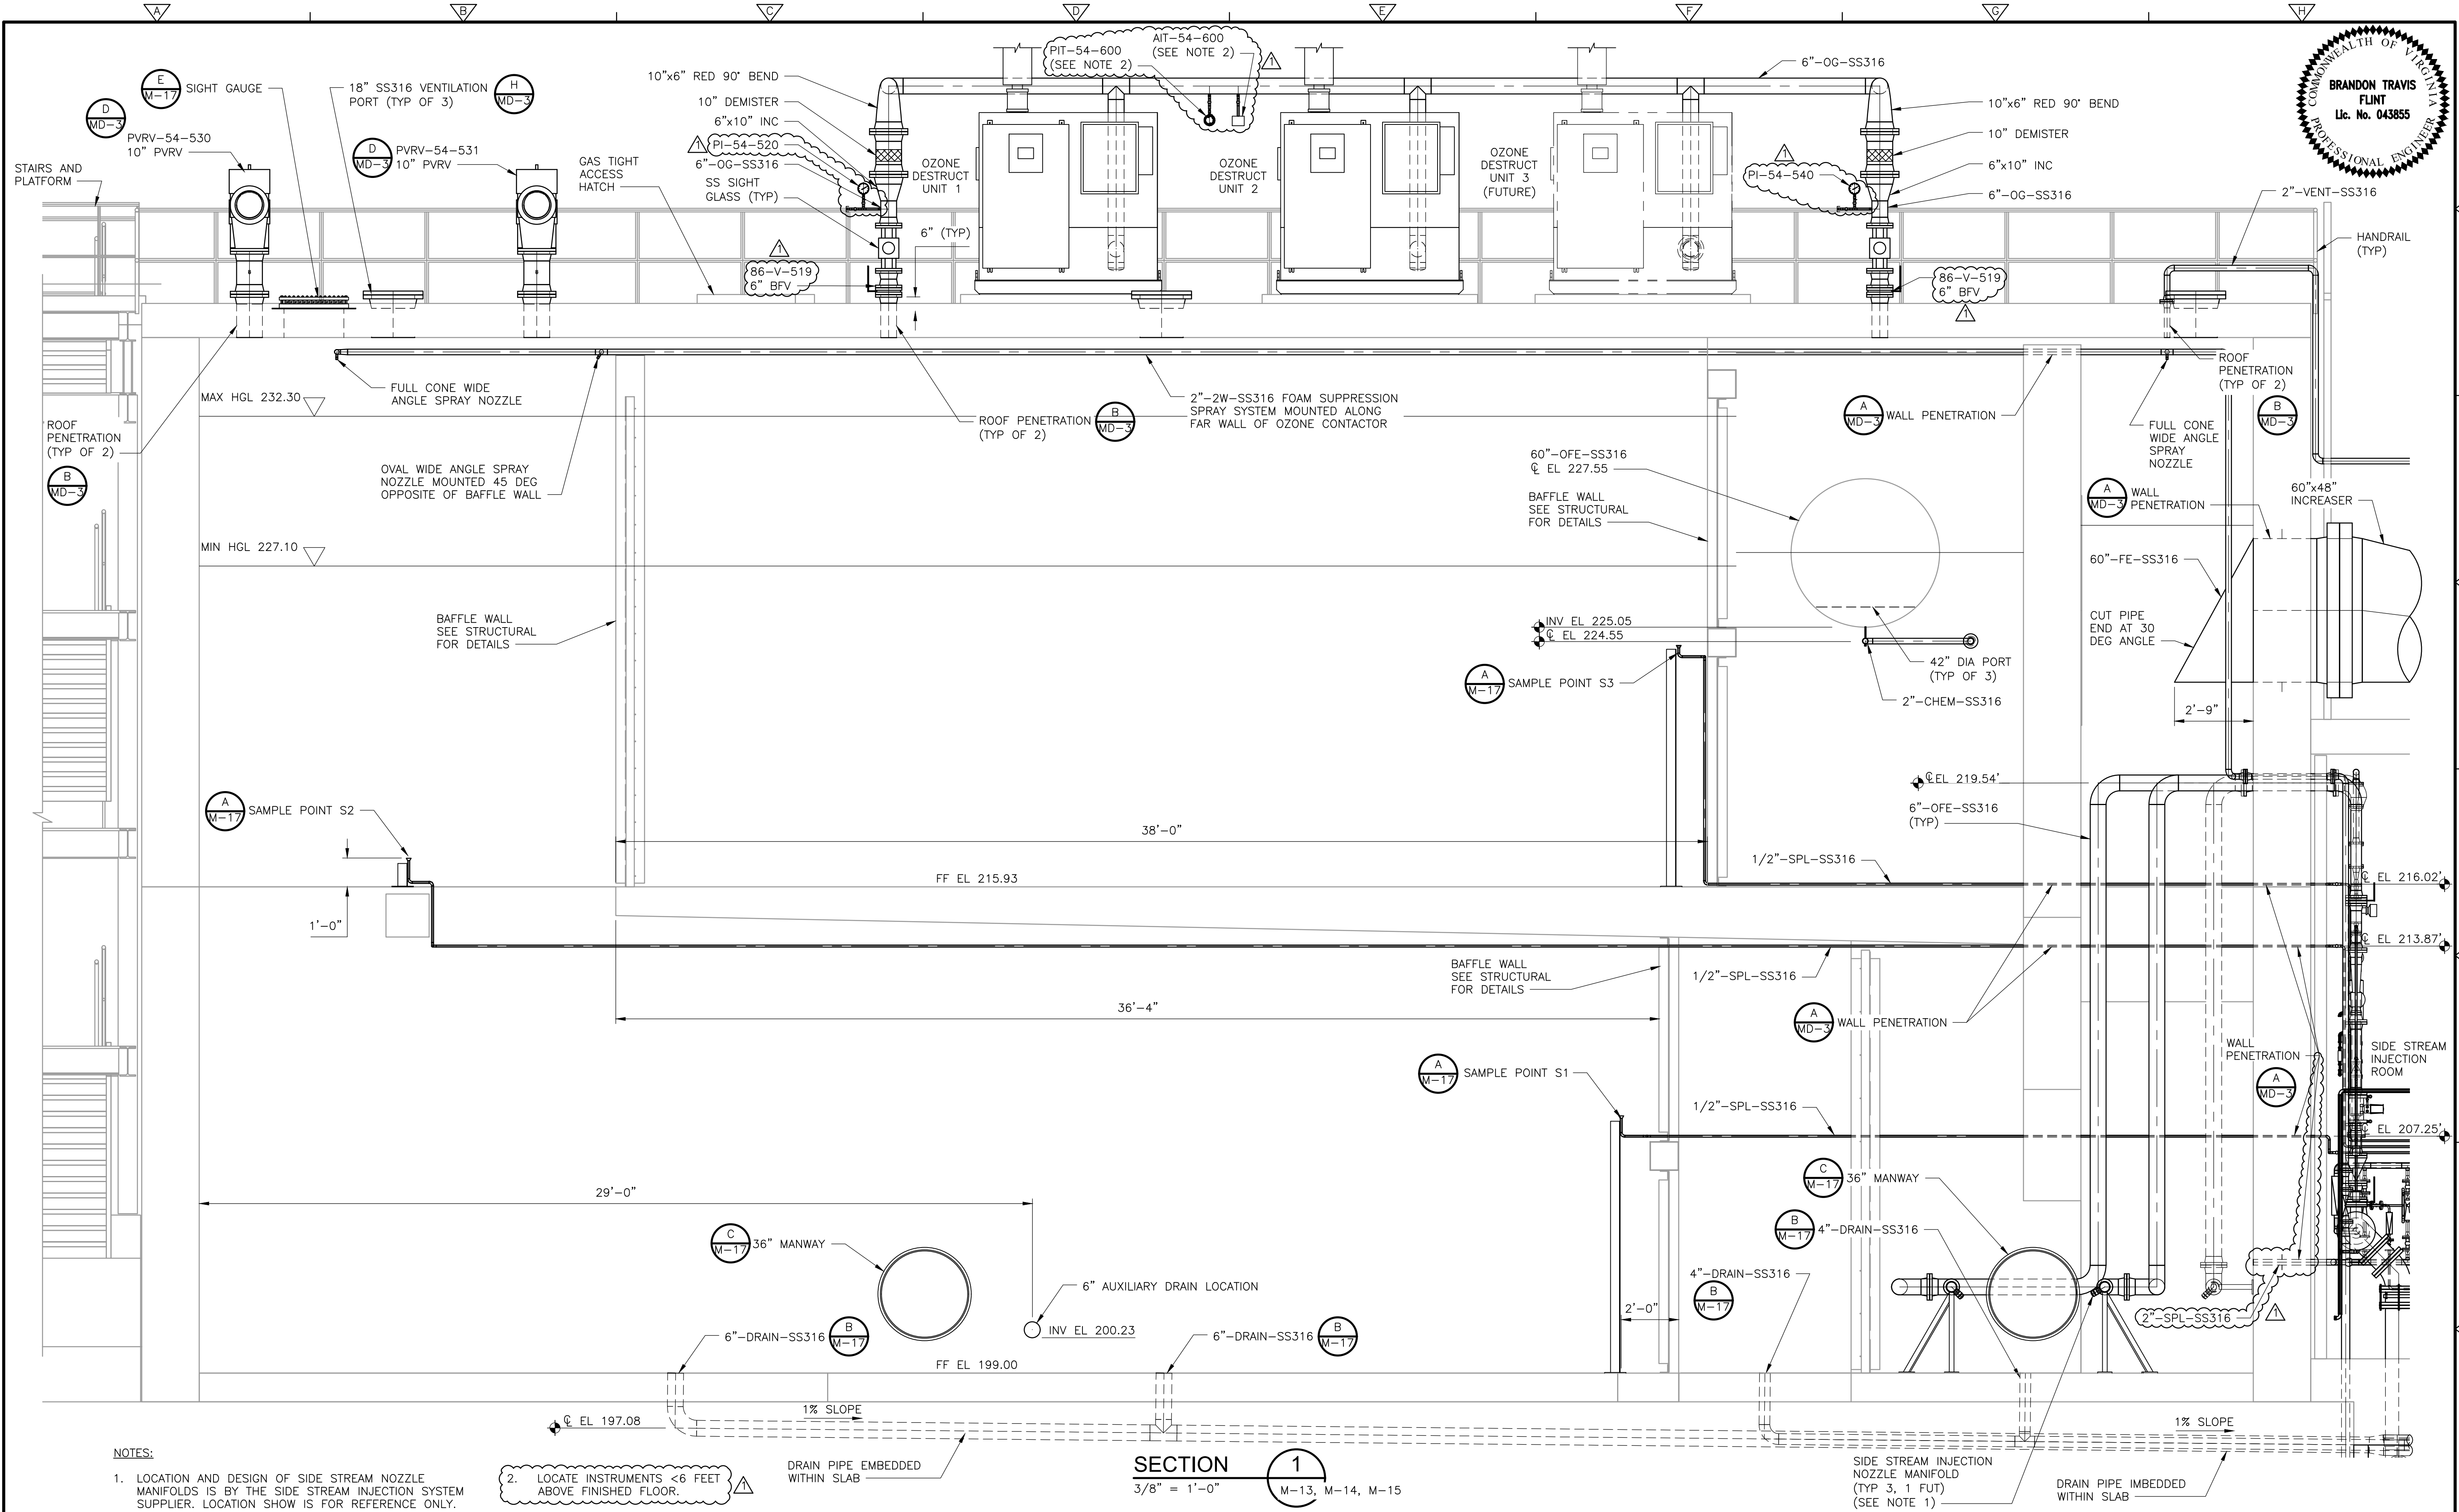 A
B
C
D
E
F
G
H
COMMONWEALTH OF VIRGINIA
BRANDON TRAVIS
FLINT
Lic. No. 043855
PROFESSIONAL ENGINEER
PIT-54-600
(SEE NOTE 2)
AIT-54-600
(SEE NOTE 2)
1
E
M-17
SIGHT GAUGE
18" SS316 VENTILATION
PORT (TYP OF 3)
H
MD-3
10"x6" RED 90° BEND
10" DEMISTER
6"x10" INC
1
PI-54-520
6"-OG-SS316
SS SIGHT
GLASS (TYP)
6"-OG-SS316
10"x6" RED 90° BEND
10" DEMISTER
6"x10" INC
6"-OG-SS316
D
MD-3
PVRV-54-530
10" PVRV
D
MD-3
PVRV-54-531
10" PVRV
STAIRS AND
PLATFORM
GAS TIGHT
ACCESS
HATCH
OZONE
DESTRUCT
UNIT 1
OZONE
DESTRUCT
UNIT 2
OZONE
DESTRUCT
UNIT 3
(FUTURE)
1
PI-54-540
2"-VENT-SS316
HANDRAIL
(TYP)
6" (TYP)
1
86-V-519
6" BFV
86-V-519
6" BFV
1
FULL CONE WIDE
ANGLE SPRAY NOZZLE
MAX HGL 232.30
ROOF
PENETRATION
(TYP OF 2)
B
MD-3
OVAL WIDE ANGLE SPRAY
NOZZLE MOUNTED 45 DEG
OPPOSITE OF BAFFLE WALL
ROOF PENETRATION
(TYP OF 2)
B
MD-3
2"-2W-SS316 FOAM SUPPRESSION
SPRAY SYSTEM MOUNTED ALONG
FAR WALL OF OZONE CONTACTOR
A
MD-3
WALL PENETRATION
ROOF
PENETRATION
(TYP OF 2)
B
MD-3
FULL CONE
WIDE ANGLE
SPRAY
NOZZLE
60"-OFE-SS316
℄ EL 227.55
BAFFLE WALL
SEE STRUCTURAL
FOR DETAILS
A
MD-3
WALL
PENETRATION
60"x48"
INCREASER
MIN HGL 227.10
60"-FE-SS316
CUT PIPE
END AT 30
DEG ANGLE
BAFFLE WALL
SEE STRUCTURAL
FOR DETAILS
INV EL 225.05
℄ EL 224.55
42" DIA PORT
(TYP OF 3)
2"-CHEM-SS316
A
M-17
SAMPLE POINT S3
2'-9"
A
M-17
SAMPLE POINT S2
℄ EL 219.54'
6"-OFE-SS316
(TYP)
38'-0"
1/2"-SPL-SS316
FF EL 215.93
℄ EL 216.02'
1'-0"
℄ EL 213.87'
BAFFLE WALL
SEE STRUCTURAL
FOR DETAILS
1/2"-SPL-SS316
36'-4"
A
MD-3
WALL PENETRATION
WALL
PENETRATION
A
MD-3
SIDE STREAM
INJECTION
ROOM
A
M-17
SAMPLE POINT S1
1/2"-SPL-SS316
℄ EL 207.25'
29'-0"
C
M-17
36" MANWAY
C
M-17
36" MANWAY
B
M-17
4"-DRAIN-SS316
4"-DRAIN-SS316
B
M-17
6" AUXILIARY DRAIN LOCATION
INV EL 200.23
2'-0"
2"-SPL-SS316
1
6"-DRAIN-SS316
B
M-17
6"-DRAIN-SS316
B
M-17
FF EL 199.00
1% SLOPE
℄ EL 197.08
1% SLOPE
DRAIN PIPE EMBEDDED
WITHIN SLAB
SIDE STREAM INJECTION
NOZZLE MANIFOLD
(TYP 3, 1 FUT)
(SEE NOTE 1)
DRAIN PIPE IMBEDDED
WITHIN SLAB
NOTES:
1. LOCATION AND DESIGN OF SIDE STREAM NOZZLE
MANIFOLDS IS BY THE SIDE STREAM INJECTION SYSTEM
SUPPLIER. LOCATION SHOW IS FOR REFERENCE ONLY.
2. LOCATE INSTRUMENTS <6 FEET
ABOVE FINISHED FLOOR.
1
SECTION
3/8" = 1'-0"
1
M-13, M-14, M-15